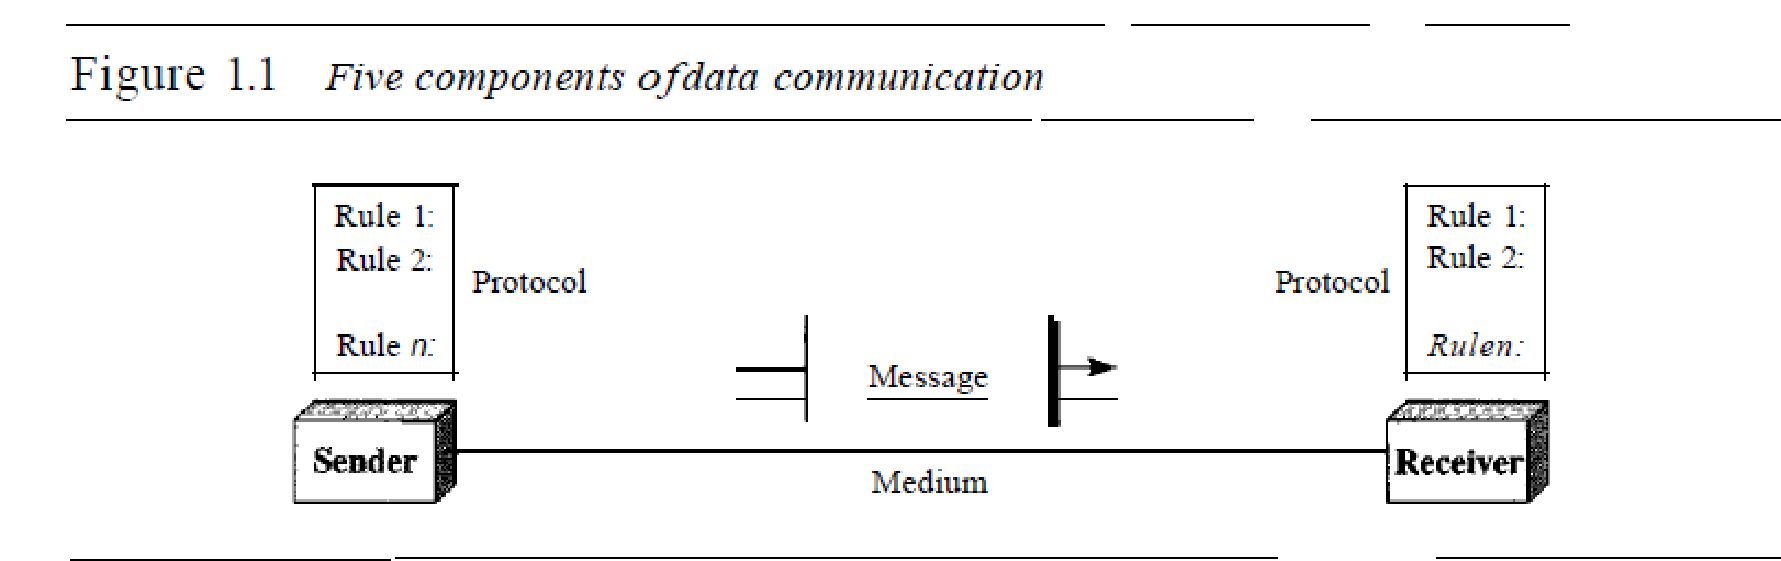 Figure 1.1 Five components ofdata communication
Rule 1:
Rule 2:
Rule n:
Protocol
Message
Protocol
Rule 1:
Rule 2:
Rulen:
Sender
Medium
Receiver